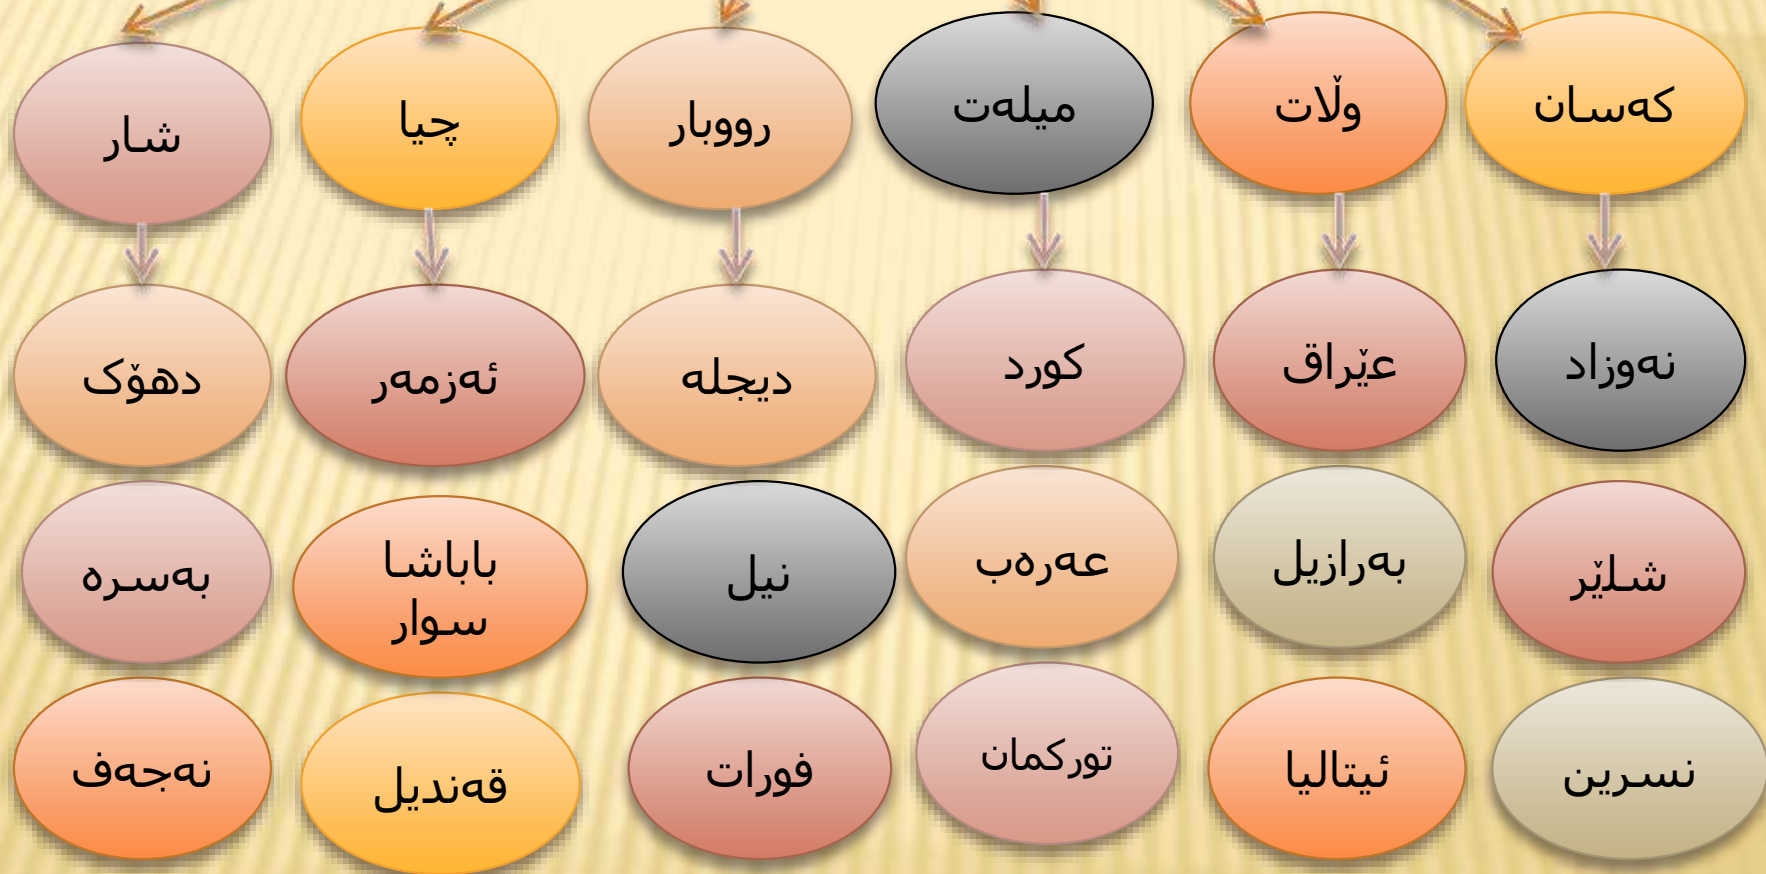 کەسان
وڵات
میلەت
رووبار
چیا
شار
نەوزاد
عێراق
کورد
دیجلە
ئەزمەر
دهۆک
شلێر
بەرازیل
عەرەب
نیل
باباشا
سوار
بەسرە
نسرین
ئیتالیا
تورکمان
فورات
قەندیل
نەجەف